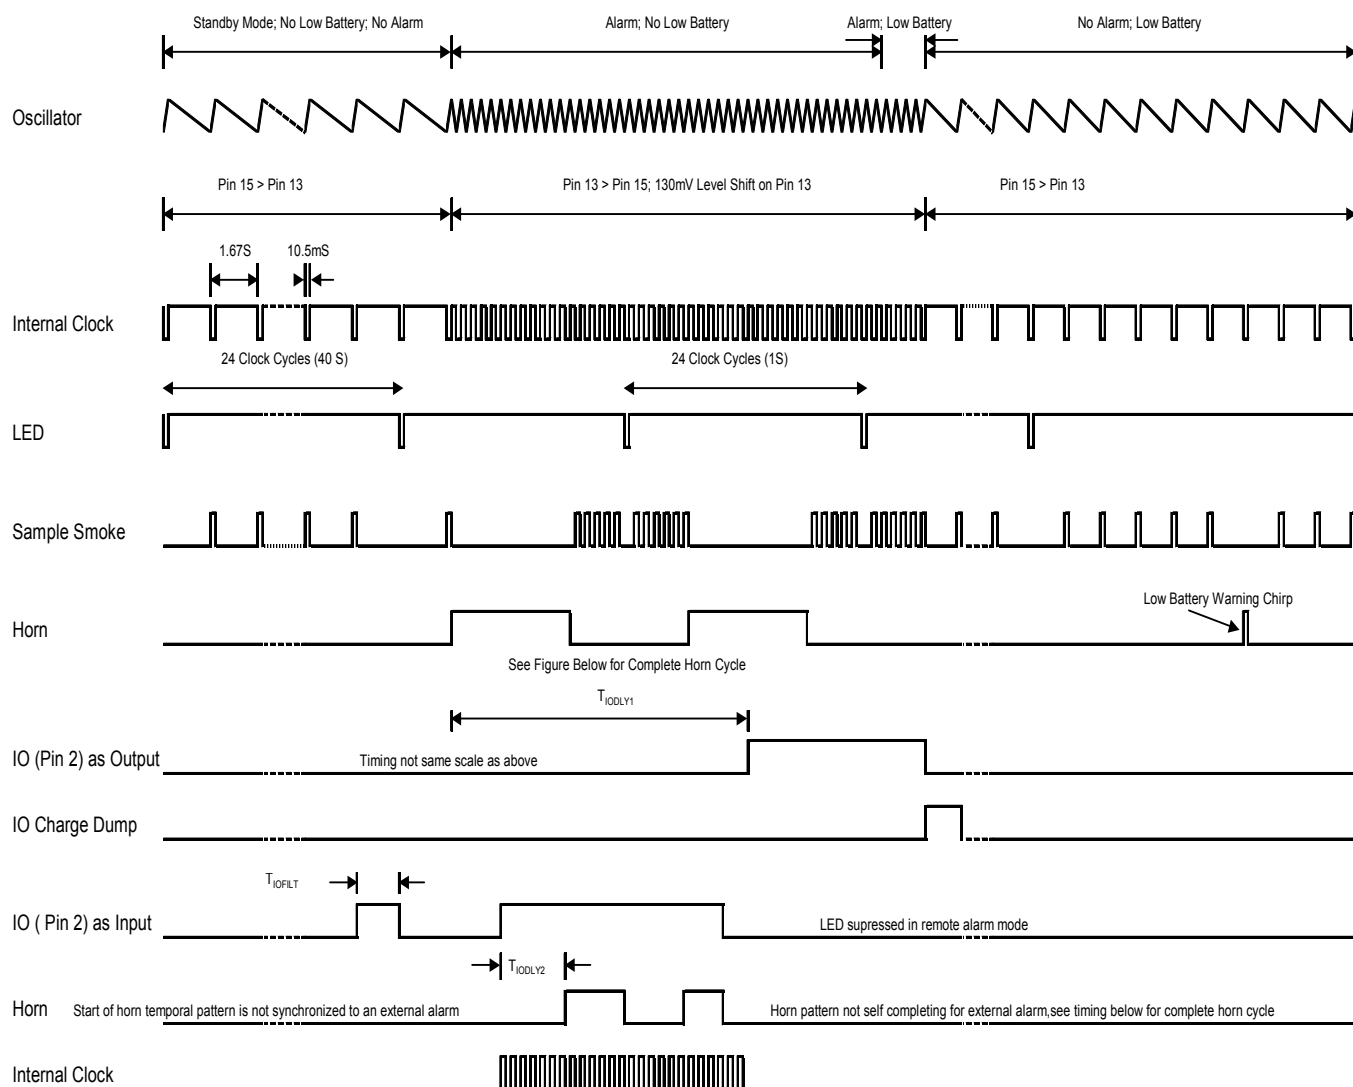 Standby Mode; No Low Battery; No Alarm
Alarm; No Low Battery
Alarm; Low Battery
No Alarm; Low Battery
Oscillator
Pin 15 > Pin 13
Pin 13 > Pin 15; 130mV Level Shift on Pin 13
Pin 15 > Pin 13
1.67S
10.5mS
Internal Clock
24 Clock Cycles (40 S)
24 Clock Cycles (1S)
LED
Sample Smoke
Low Battery Warning Chirp
Horn
See Figure Below for Complete Horn Cycle
TIODLY1
IO (Pin 2) as Output
Timing not same scale as above
IO Charge Dump
TIOFILT
IO ( Pin 2) as Input
LED supressed in remote alarm mode
TIODLY2
Horn
Start of horn temporal pattern is not synchronized to an external alarm
Horn pattern not self completing for external alarm,see timing below for complete horn cycle
Internal Clock